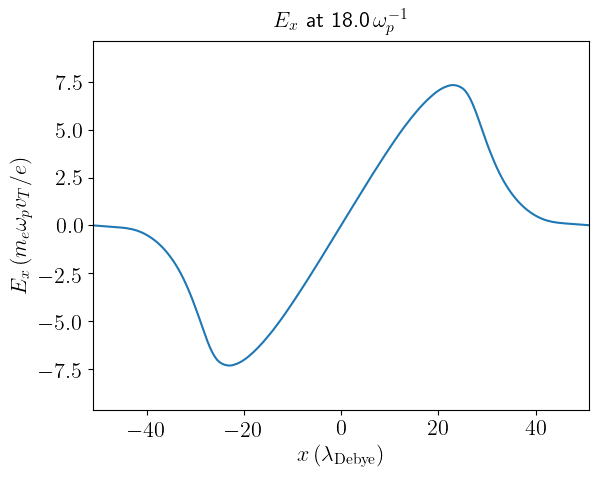 $E_x$ at $18.0\,\omega_p^{-1}$
7.5
5.0
2.5
0.0
−2.5
−5.0
−7.5
$E_x\,(m_e\omega_p v_T/e)$
−40 −20 0 20 40
$x\,(\lambda_{\mathrm{Debye}})$